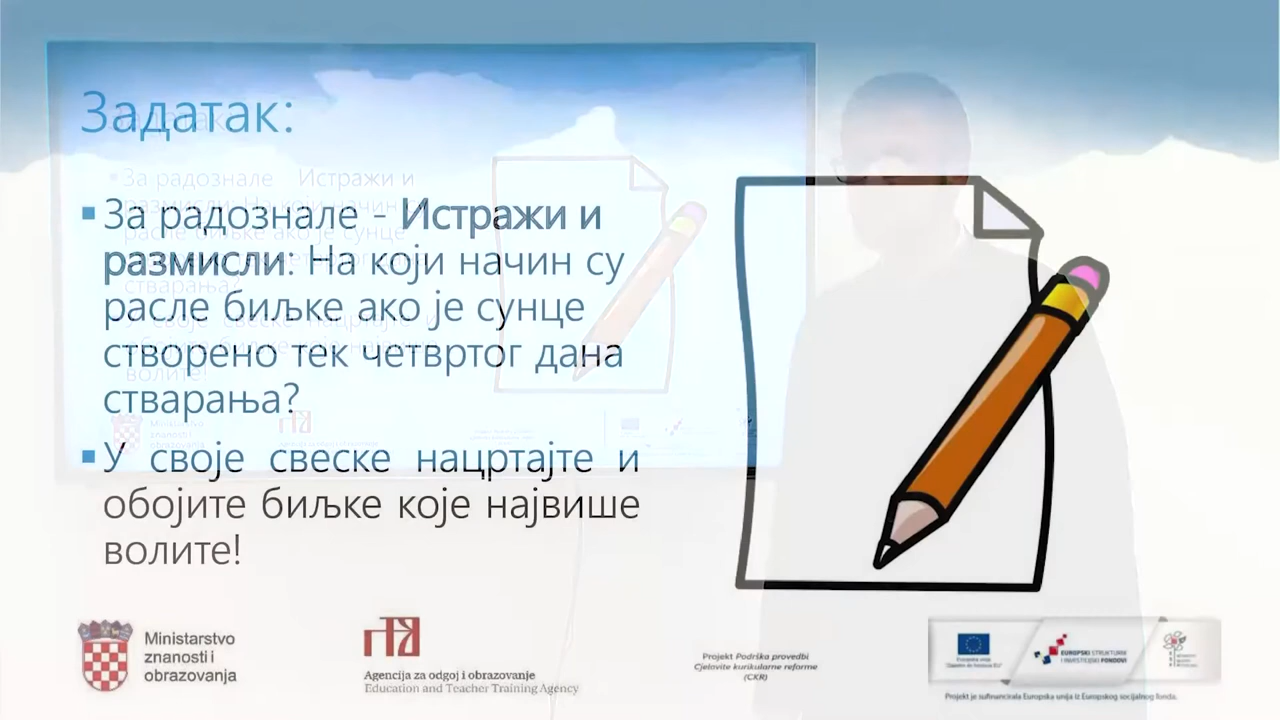 Задатак:
▪ За радознале - Истражи и
размисли: На који начин су
расле биљке ако је сунце
створено тек четвртог дана
стварања?
▪ У своје свеске нацртајте и
обојите биљке које највише
волите!
Ministarstvo
znanosti i
obrazovanja
Agencija za odgoj i obrazovanje
Education and Teacher Training Agency
Projekt Podrška provedbi
Cjelovite kurikularne reforme
(CKR)
EUROPSKI STRUKTURNI
I INVESTICIJSKI FONDOVI
Projekt je sufinancirala Europska unija iz Europskog socijalnog fonda.